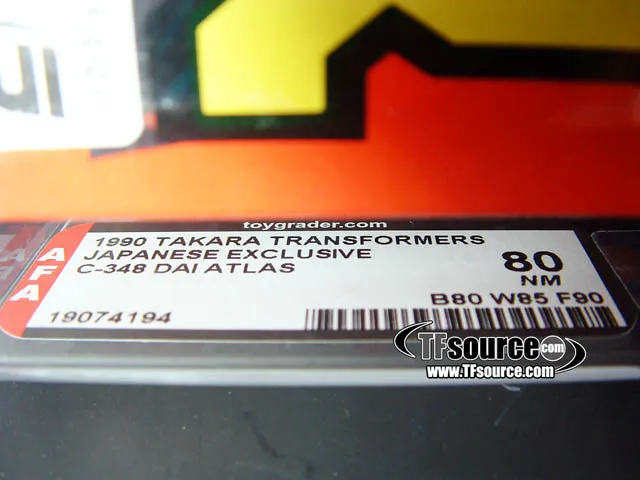 toygrader.com
AFA
1990 TAKARA TRANSFORMERS
JAPANESE EXCLUSIVE
C-348 DAI ATLAS
80
NM
B80 W85 F90
19074194
TFsource.com
www.TFsource.com